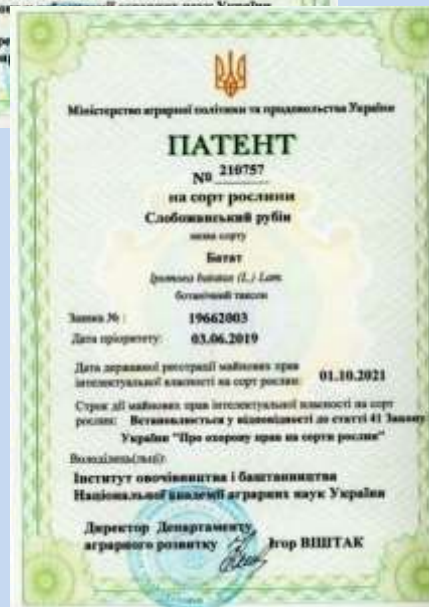 аграрних наук України
Міністерство аграрної політики та продовольства України
ПАТЕНТ
№ 210757
на сорт рослини
Слобожанський рубін
назва сорту
Батат
Ipomoea batatas (L.) Lam.
ботанічний таксон
Заявка № : 19662003
Дата пріоритету: 03.06.2019
Дата державної реєстрації майнових прав
інтелектуальної власності на сорт рослин: 01.10.2021
Строк дії майнових прав інтелектуальної власності на сорт
рослин: Встановлюється у відповідності до статті 41 Закону
України "Про охорону прав на сорти рослин"
Володілець(льці):
Інститут овочівництва і баштанництва
Національної академії аграрних наук України
Директор Департаменту
аграрного розвитку Ігор ВІШТАК